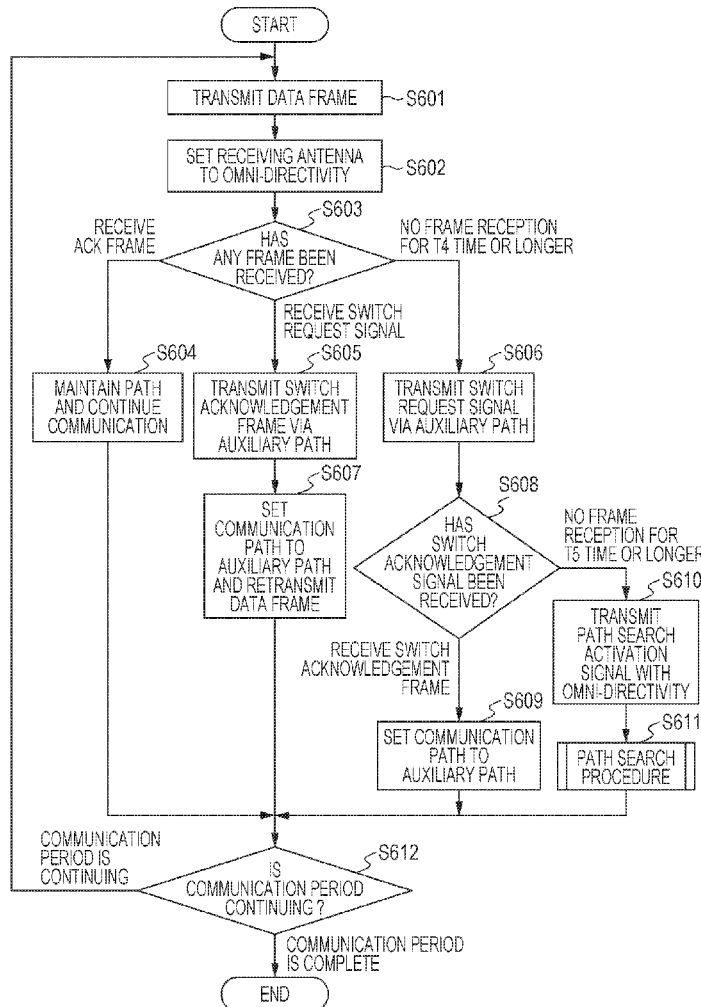 START
TRANSMIT DATA FRAME
S601
SET RECEIVING ANTENNA
TO OMNI-DIRECTIVITY
S602
S603
RECEIVE
ACK FRAME
HAS
ANY FRAME BEEN
RECEIVED?
NO FRAME RECEPTION
FOR T4 TIME OR LONGER
RECEIVE SWITCH
REQUEST SIGNAL
S604
MAINTAIN PATH
AND CONTINUE
COMMUNICATION
S605
TRANSMIT SWITCH
ACKNOWLEDGEMENT
FRAME VIA
AUXILIARY PATH
S606
TRANSMIT SWITCH
REQUEST SIGNAL
VIA AUXILIARY PATH
S607
SET
COMMUNICATION
PATH TO
AUXILIARY PATH
AND RETRANSMIT
DATA FRAME
S608
HAS
SWITCH
ACKNOWLEDGEMENT
SIGNAL BEEN
RECEIVED?
NO FRAME
RECEPTION FOR
T5 TIME OR LONGER
S610
TRANSMIT
PATH SEARCH
ACTIVATION
SIGNAL WITH
OMNI-DIRECTIVITY
RECEIVE SWITCH
ACKNOWLEDGEMENT
FRAME
S609
SET COMMUNICATION
PATH TO
AUXILIARY PATH
S611
PATH SEARCH
PROCEDURE
COMMUNICATION
PERIOD IS
CONTINUING
S612
IS
COMMUNICATION PERIOD
CONTINUING ?
COMMUNICATION PERIOD
IS COMPLETE
END